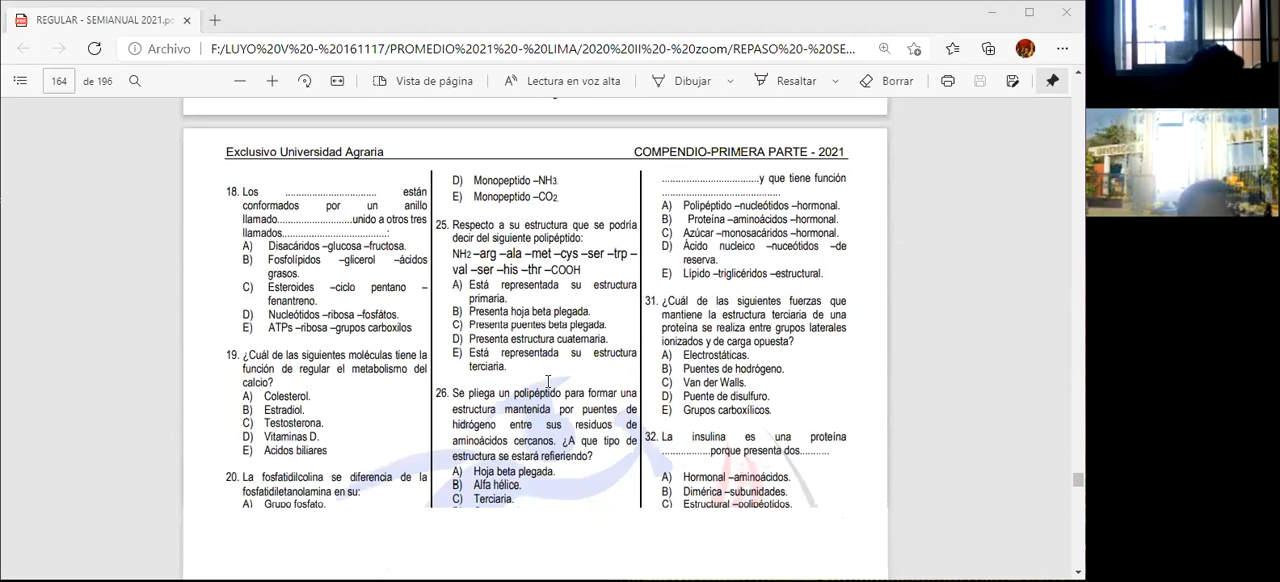 REGULAR - SEMIANUAL 2021.pd
Archivo
F:/LUYO%20V%20-%20161117/PROMEDIO%2021%20-%20LIMA/2020%20II%20-%20zoom/REPASO%20-%20SE...
164
de 196
Vista de página
Lectura en voz alta
Dibujar
Resaltar
Borrar
Exclusivo Universidad Agraria
COMPENDIO-PRIMERA PARTE - 2021
18. Los ................................ están
conformados por un anillo
llamado..........................unido a otros tres
llamados....................................:
A) Disacáridos –glucosa –fructosa.
B) Fosfolípidos –glicerol –ácidos
grasos.
C) Esteroides –ciclo pentano –
fenantreno.
D) Nucleótidos –ribosa –fosfátos.
E) ATPs –ribosa –grupos carboxilos
19. ¿Cuál de las siguientes moléculas tiene la
función de regular el metabolismo del
calcio?
A) Colesterol.
B) Estradiol.
C) Testosterona.
D) Vitaminas D.
E) Acidos biliares
20. La fosfatidilcolina se diferencia de la
fosfatidiletanolamina en su:
A) Grupo fosfato.
D) Monopeptido –NH3.
E) Monopeptido –CO2
25. Respecto a su estructura que se podría
decir del siguiente polipéptido:
NH2 –arg –ala –met –cys –ser –trp –
val –ser –his –thr –COOH
A) Está representada su estructura
primaria.
B) Presenta hoja beta plegada.
C) Presenta puentes beta plegada.
D) Presenta estructura cuaternaria.
E) Está representada su estructura
terciaria.
26. Se pliega un polipéptido para formar una
estructura mantenida por puentes de
hidrógeno entre sus residuos de
aminoácidos cercanos. ¿A que tipo de
estructura se estará refieriendo?
A) Hoja beta plegada.
B) Alfa hélice.
C) Terciaria.
..................................y que tiene función
.........................................
A) Polipéptido –nucleótidos –hormonal.
B) Proteína –aminoácidos –hormonal.
C) Azúcar –monosacáridos –hormonal.
D) Ácido nucleico –nuceótidos –de
reserva.
E) Lípido –triglicéridos –estructural.
31. ¿Cuál de las siguientes fuerzas que
mantiene la estructura terciaria de una
proteína se realiza entre grupos laterales
ionizados y de carga opuesta?
A) Electrostáticas.
B) Puentes de hodrógeno.
C) Van der Walls.
D) Puente de disulfuro.
E) Grupos carboxílicos.
32. La insulina es una proteína
.................porque presenta dos..........
A) Hormonal –aminoácidos.
B) Dimérica –subunidades.
C) Estructural –polipéptidos.